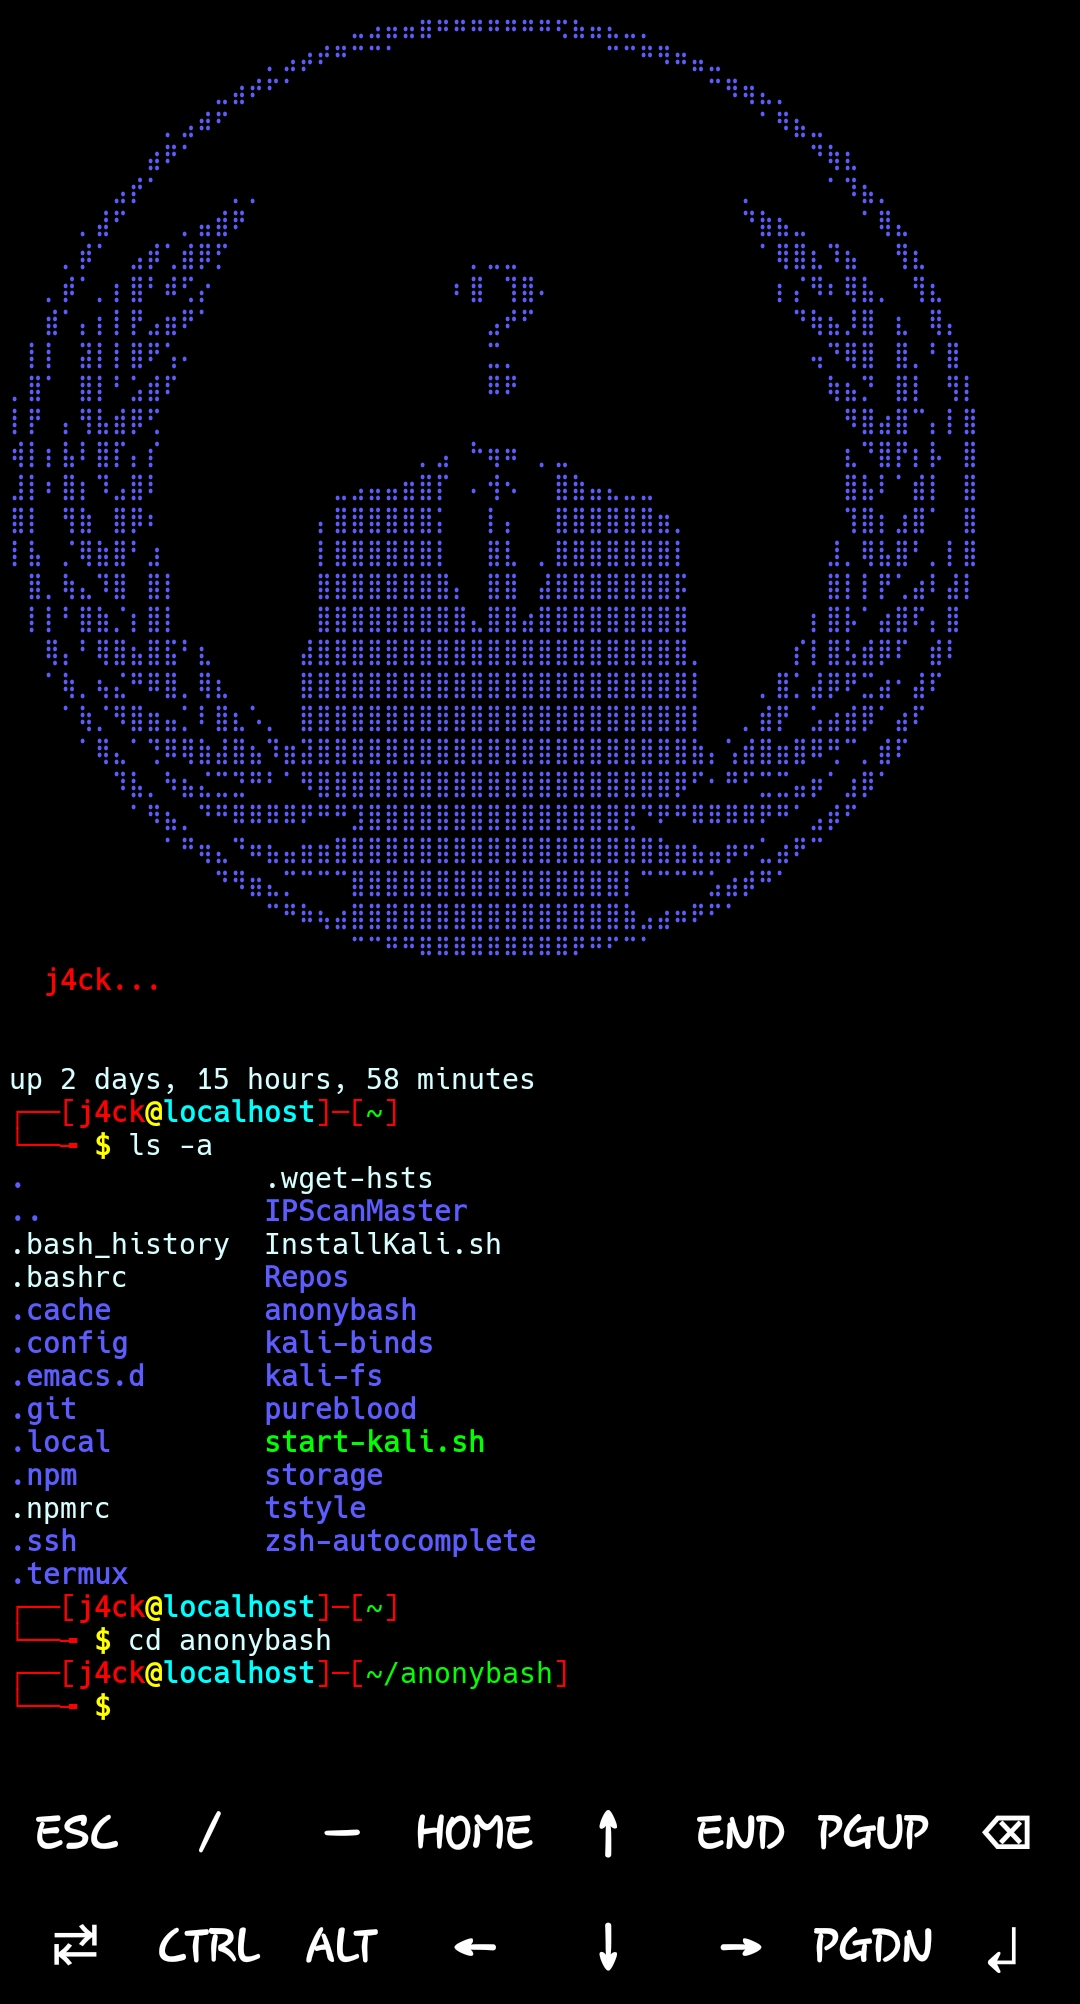 j4ck...
up 2 days, 15 hours, 58 minutes
┌──[j4ck@localhost]─[~]
└──╼ $ ls -a
. .wget-hsts
.. IPScanMaster
.bash_history InstallKali.sh
.bashrc Repos
.cache anonybash
.config kali-binds
.emacs.d kali-fs
.git pureblood
.local start-kali.sh
.npm storage
.npmrc tstyle
.ssh zsh-autocomplete
.termux
┌──[j4ck@localhost]─[~]
└──╼ $ cd anonybash
┌──[j4ck@localhost]─[~/anonybash]
└──╼ $
ESC / — HOME ↑ END PGUP ⌫
↹ CTRL ALT ← ↓ → PGDN ↲